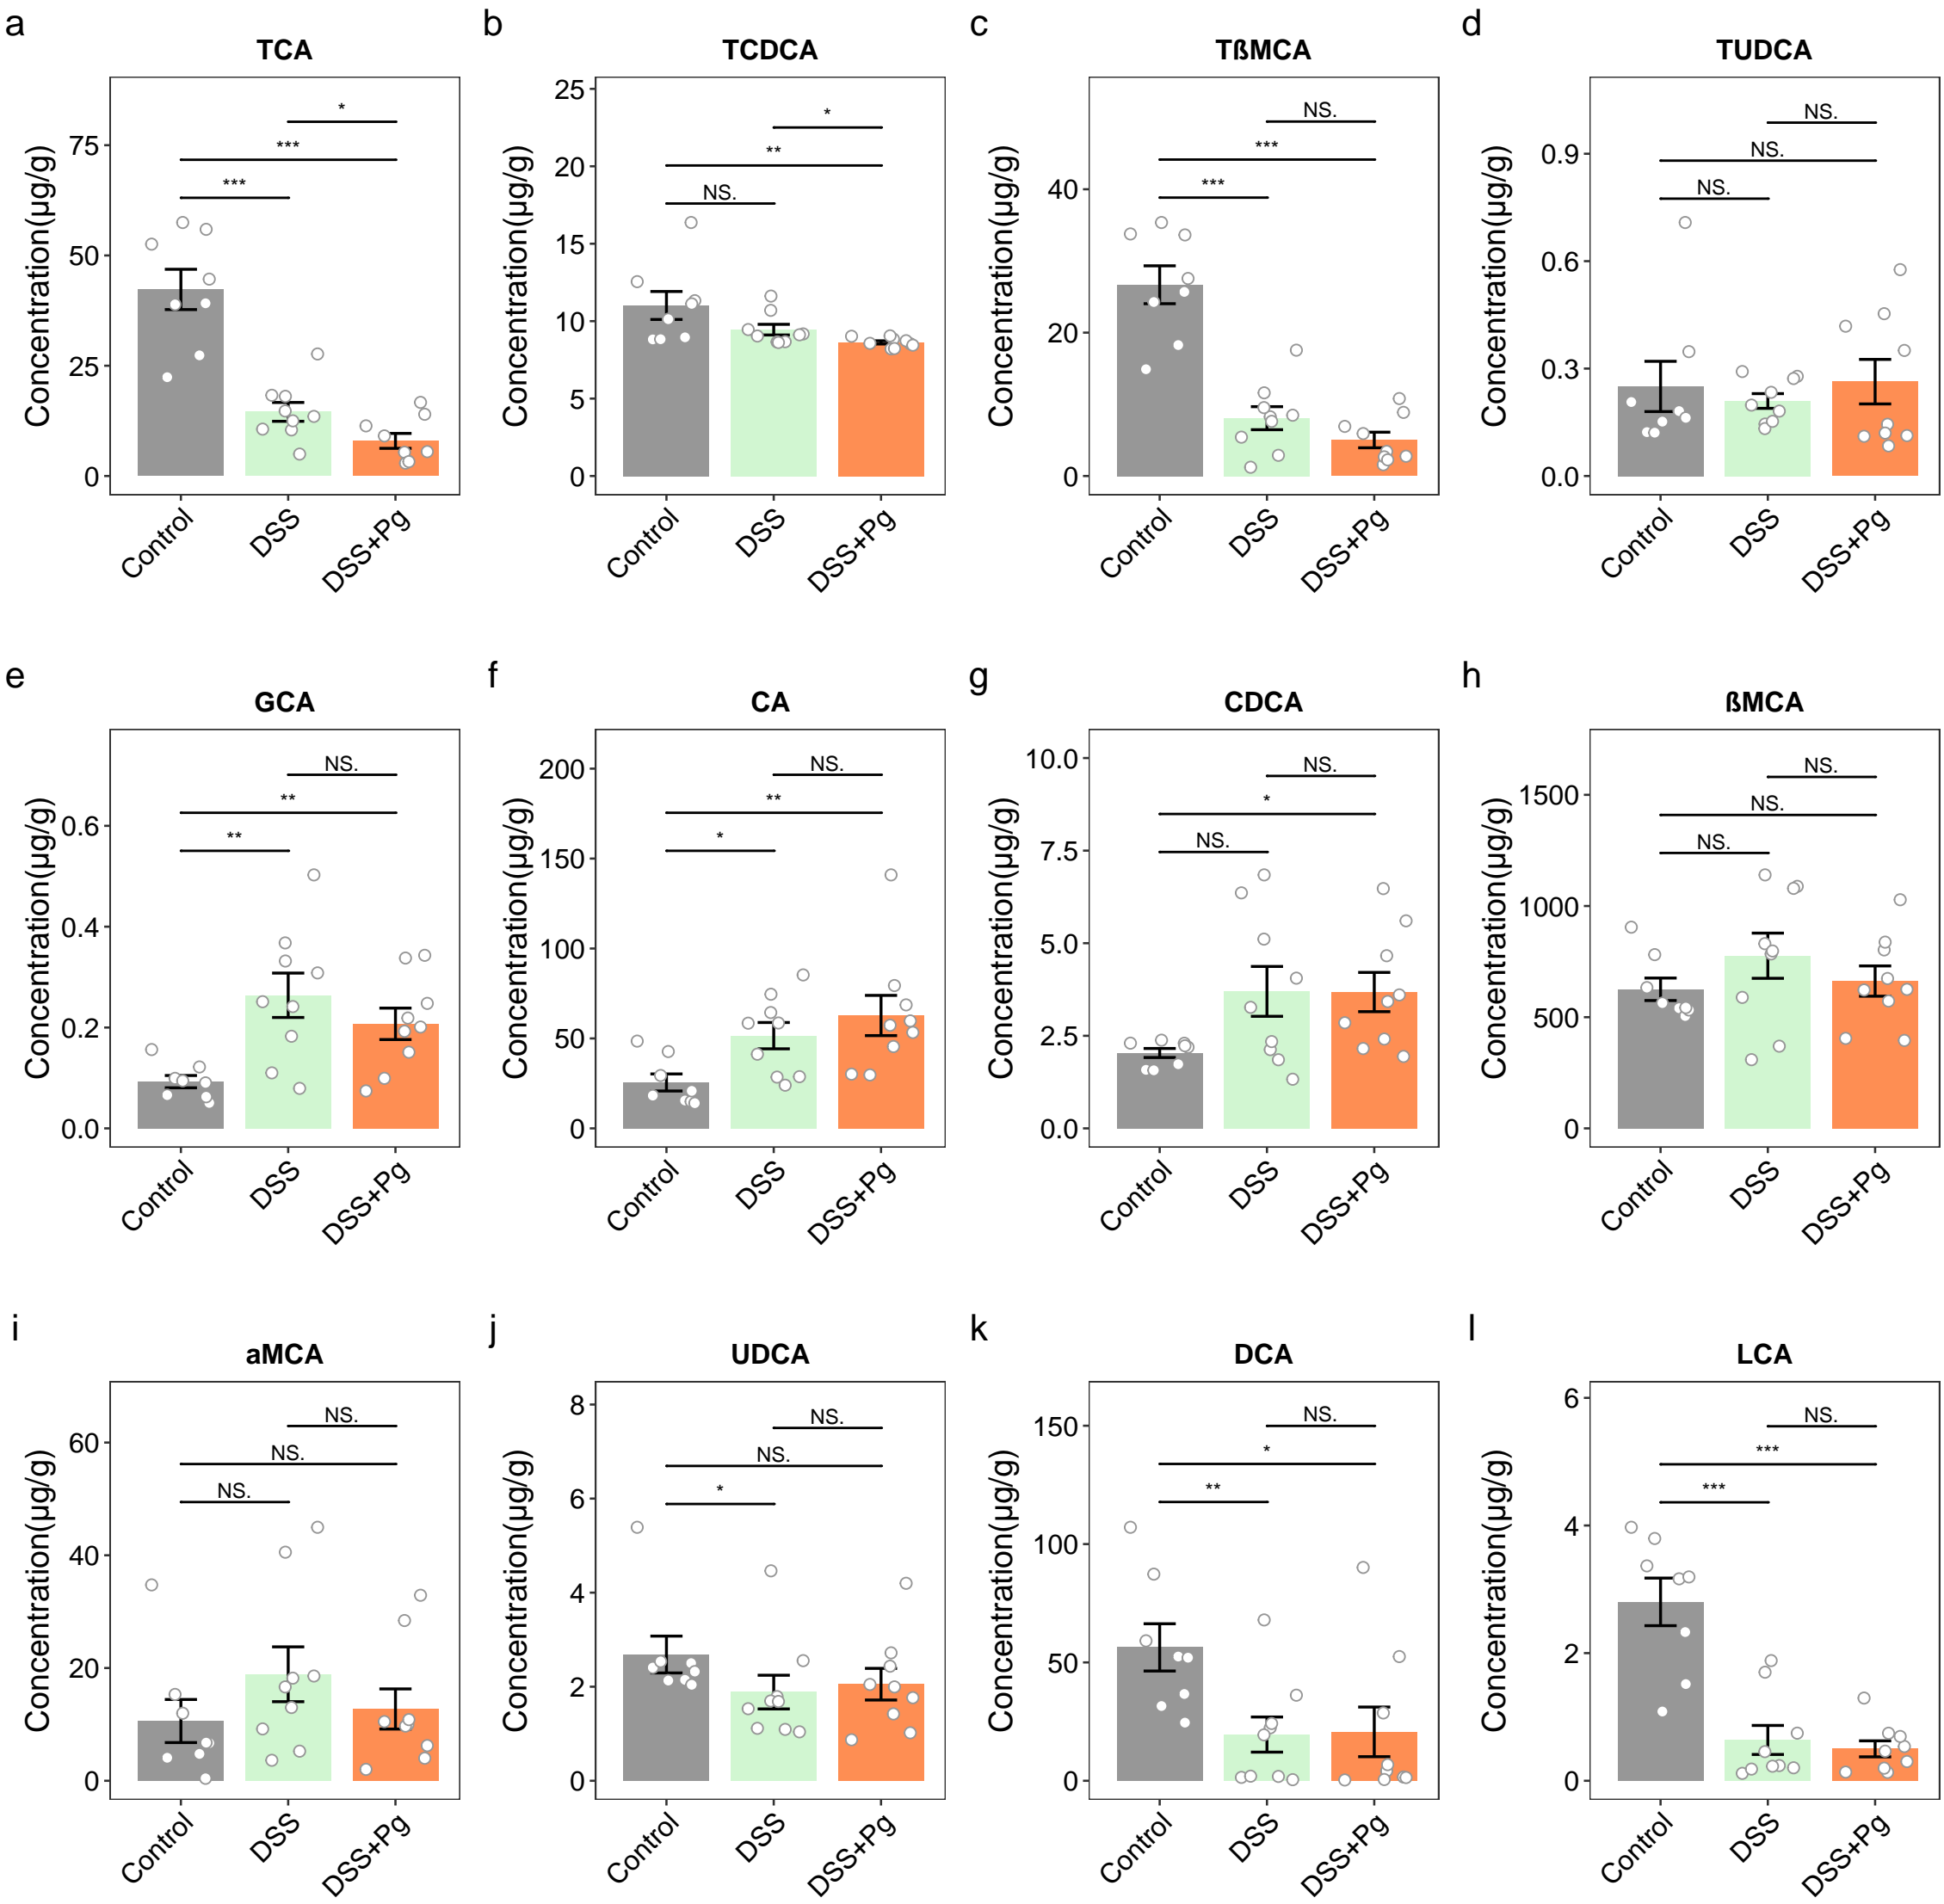 a
TCA
Concentration(µg/g)
75
50
25
0
*
***
***
Control
DSS
DSS+Pg
b
TCDCA
Concentration(µg/g)
25
20
15
10
5
0
*
**
NS.
Control
DSS
DSS+Pg
c
TßMCA
Concentration(µg/g)
40
20
0
NS.
***
***
Control
DSS
DSS+Pg
d
TUDCA
Concentration(µg/g)
0.9
0.6
0.3
0.0
NS.
NS.
NS.
Control
DSS
DSS+Pg
e
GCA
Concentration(µg/g)
0.6
0.4
0.2
0.0
NS.
**
**
Control
DSS
DSS+Pg
f
CA
Concentration(µg/g)
200
150
100
50
0
NS.
**
*
Control
DSS
DSS+Pg
g
CDCA
Concentration(µg/g)
10.0
7.5
5.0
2.5
0.0
NS.
*
NS.
Control
DSS
DSS+Pg
h
ßMCA
Concentration(µg/g)
1500
1000
500
0
NS.
NS.
NS.
Control
DSS
DSS+Pg
i
aMCA
Concentration(µg/g)
60
40
20
0
NS.
NS.
NS.
Control
DSS
DSS+Pg
j
UDCA
Concentration(µg/g)
8
6
4
2
0
NS.
NS.
*
Control
DSS
DSS+Pg
k
DCA
Concentration(µg/g)
150
100
50
0
NS.
*
**
Control
DSS
DSS+Pg
l
LCA
Concentration(µg/g)
6
4
2
0
NS.
***
***
Control
DSS
DSS+Pg